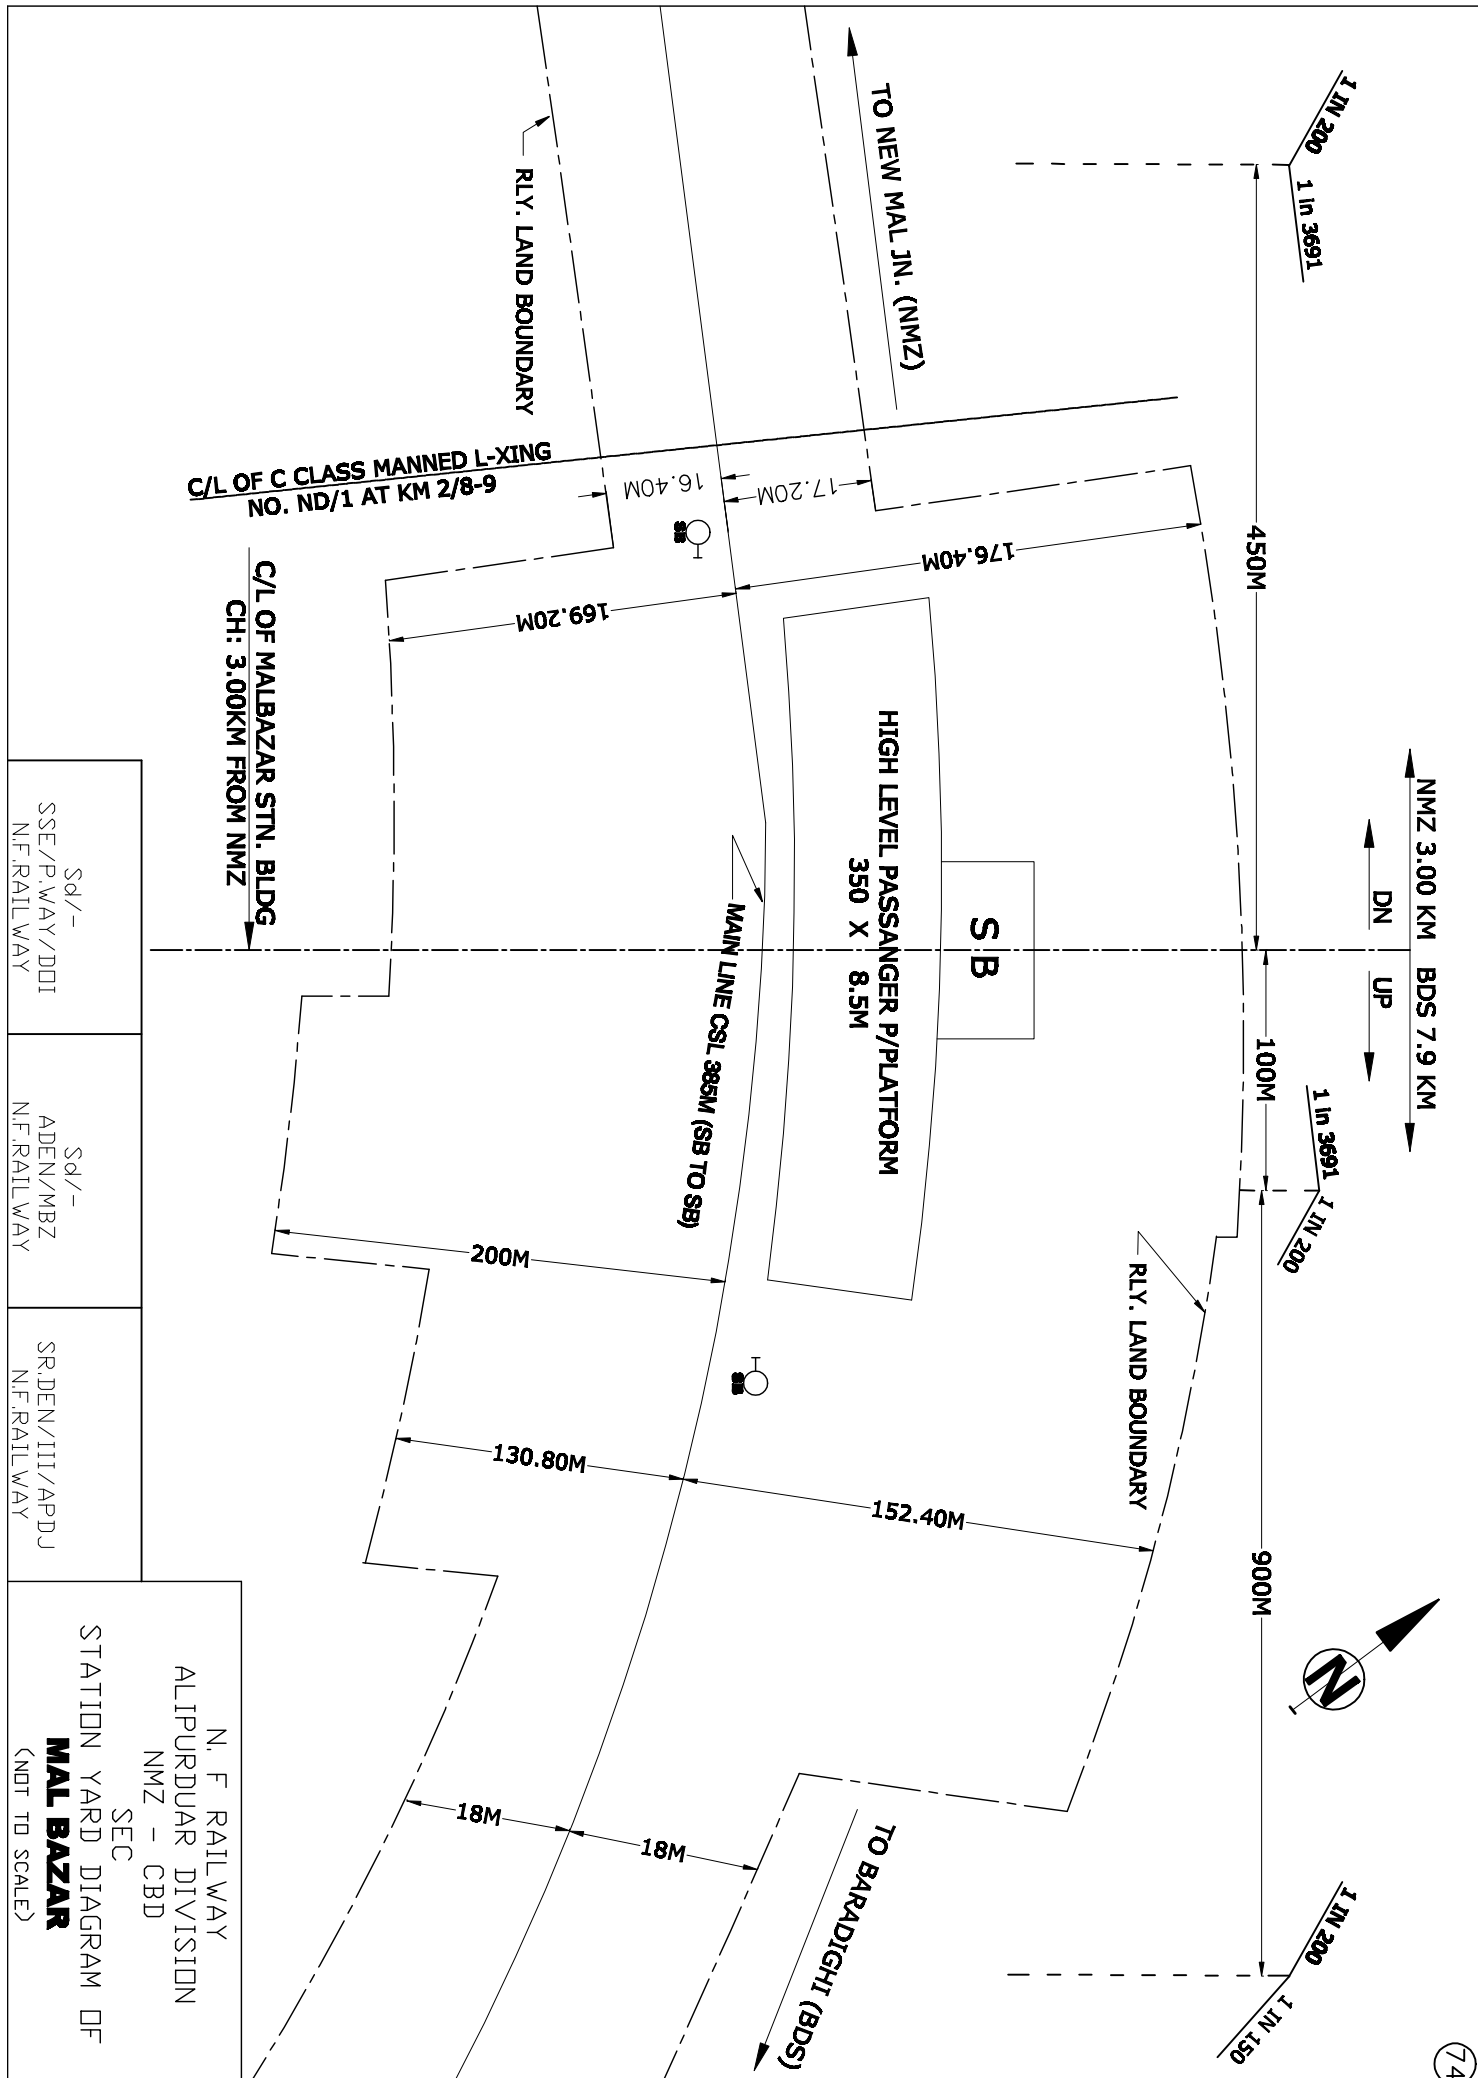 74
NMZ 3.00 KM
BDS 7.9 KM
DN
UP
1 IN 200
1 in 3691
1 in 3691
1 IN 200
1 IN 200
1 IN 150
450M
100M
900M
N
TO NEW MAL JN. (NMZ)
RLY. LAND BOUNDARY
C/L OF C CLASS MANNED L-XING
NO. ND/1 AT KM 2/8-9
16.40M
17.20M
SB
176.40M
169.20M
S B
HIGH LEVEL PASSANGER P/PLATFORM
350 X 8.5M
MAIN LINE CSL 385M (SB TO SB)
RLY. LAND BOUNDARY
200M
SB
130.80M
152.40M
18M
18M
TO BARADIGHI (BDS)
C/L OF MALBAZAR STN. BLDG
CH: 3.00KM FROM NMZ
Sd/-
SSE/P.WAY/DOI
N.F.RAILWAY
Sd/-
ADEN/MBZ
N.F.RAILWAY
SR.DEN/III/APDJ
N.F.RAILWAY
N. F RAILWAY
ALIPURDUAR DIVISION
NMZ - CBD
SEC
STATION YARD DIAGRAM OF
MAL BAZAR
(NOT TO SCALE)